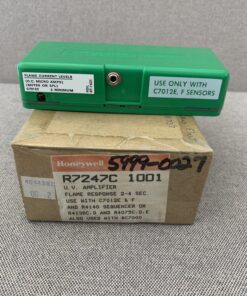 FLAME CURRENT LEVELS
(D.C. MICRO AMPS)
USE ONLY WITH
C7012E, F SENSORS
Honeywell
5999-0027
R7247C 1001
U.V. AMPLIFIER
FLAME RESPONSE 2-4 SEC.
USE WITH C7012E & F
AND R4140 SEQUENCER OR
R4138C,D AND R4075C,D,E
ALSO USED WITH BC7000